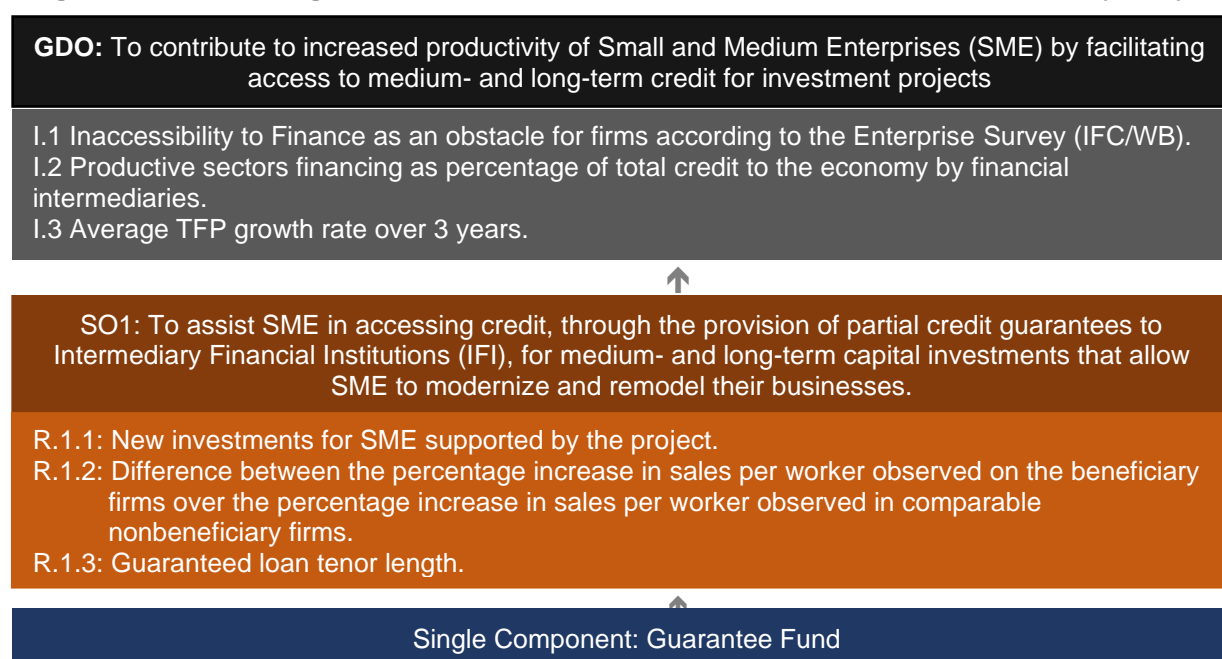 GDO: To contribute to increased productivity of Small and Medium Enterprises (SME) by facilitating
access to medium- and long-term credit for investment projects
I.1 Inaccessibility to Finance as an obstacle for firms according to the Enterprise Survey (IFC/WB).
I.2 Productive sectors financing as percentage of total credit to the economy by financial
intermediaries.
I.3 Average TFP growth rate over 3 years.
SO1: To assist SME in accessing credit, through the provision of partial credit guarantees to
Intermediary Financial Institutions (IFI), for medium- and long-term capital investments that allow
SME to modernize and remodel their businesses.
R.1.1: New investments for SME supported by the project.
R.1.2: Difference between the percentage increase in sales per worker observed on the beneficiary
firms over the percentage increase in sales per worker observed in comparable
nonbeneficiary firms.
R.1.3: Guaranteed loan tenor length.
Single Component: Guarantee Fund